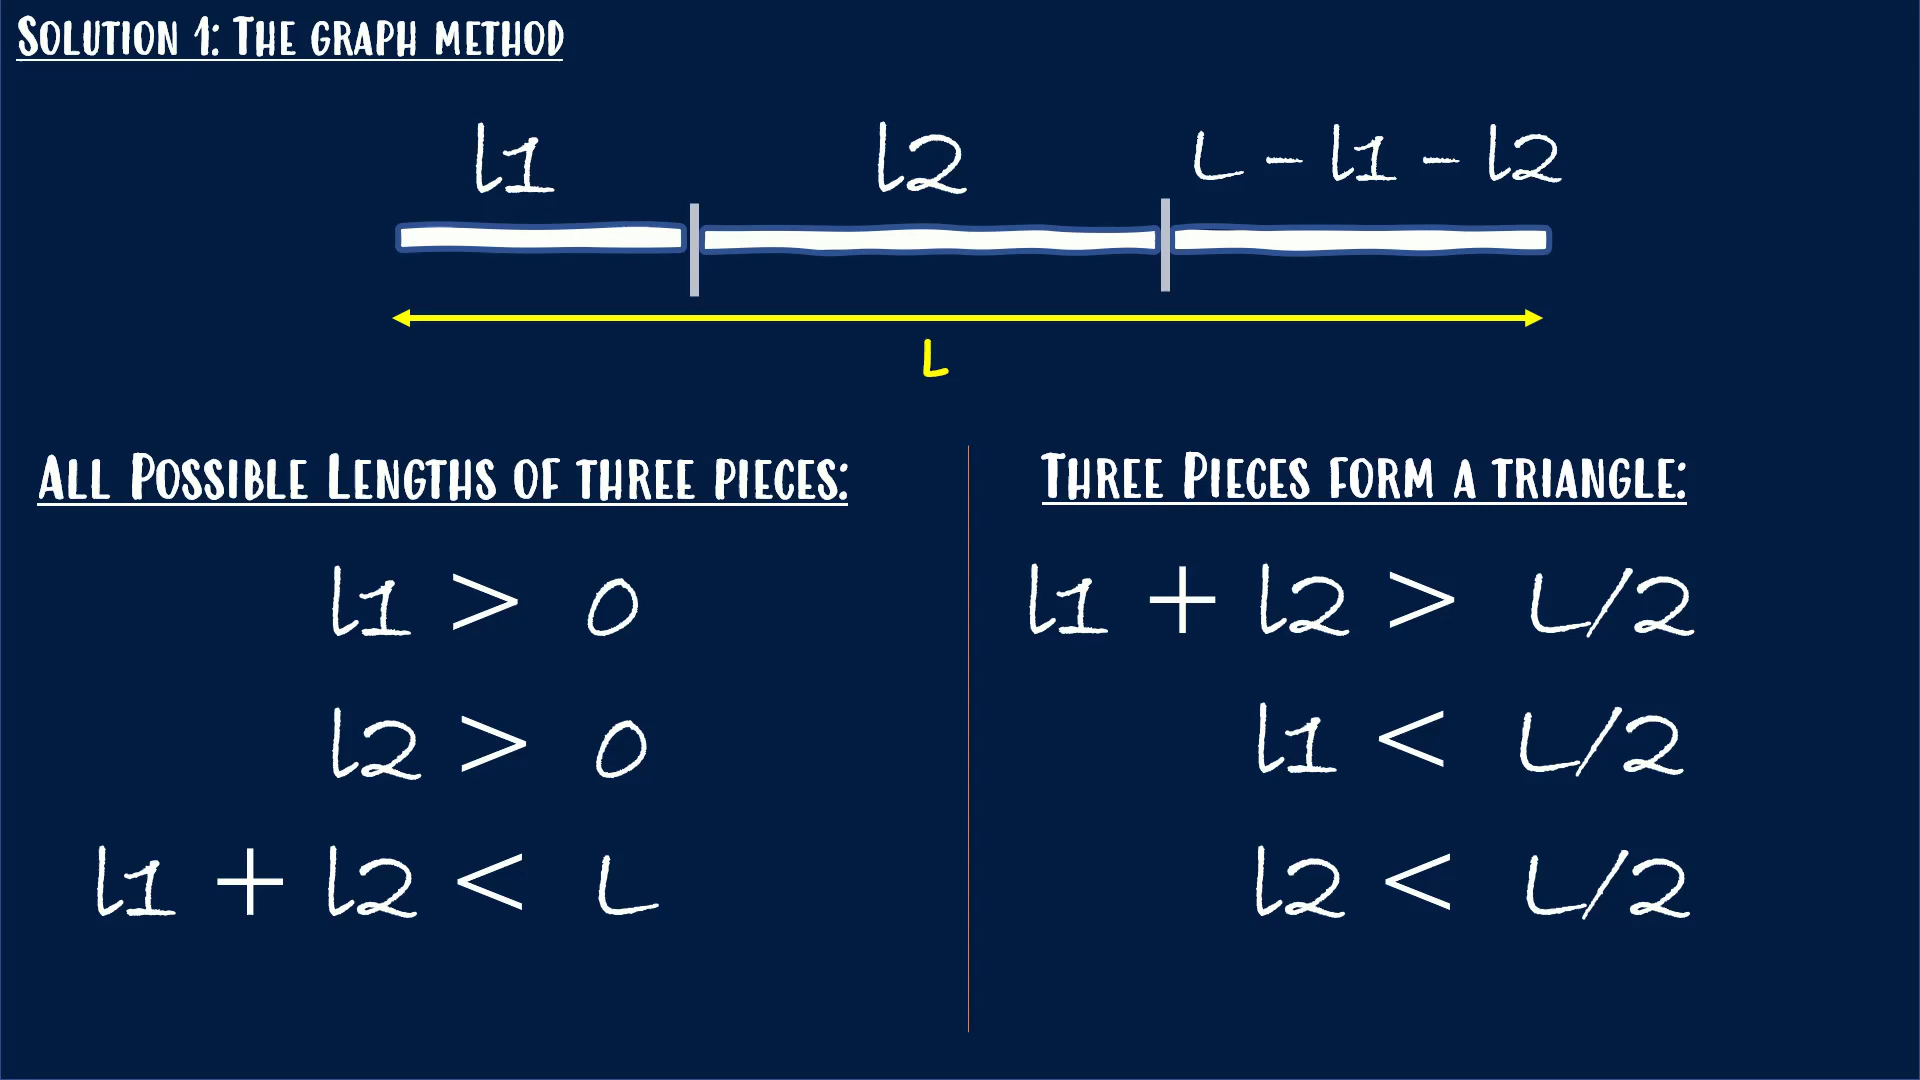 SOLUTION 1: THE GRAPH METHOD
l1 l2 L - l1 - l2
L
ALL POSSIBLE LENGTHS OF THREE PIECES:
l1 > 0
l2 > 0
l1 + l2 < L
THREE PIECES FORM A TRIANGLE:
l1 + l2 > L/2
l1 < L/2
l2 < L/2